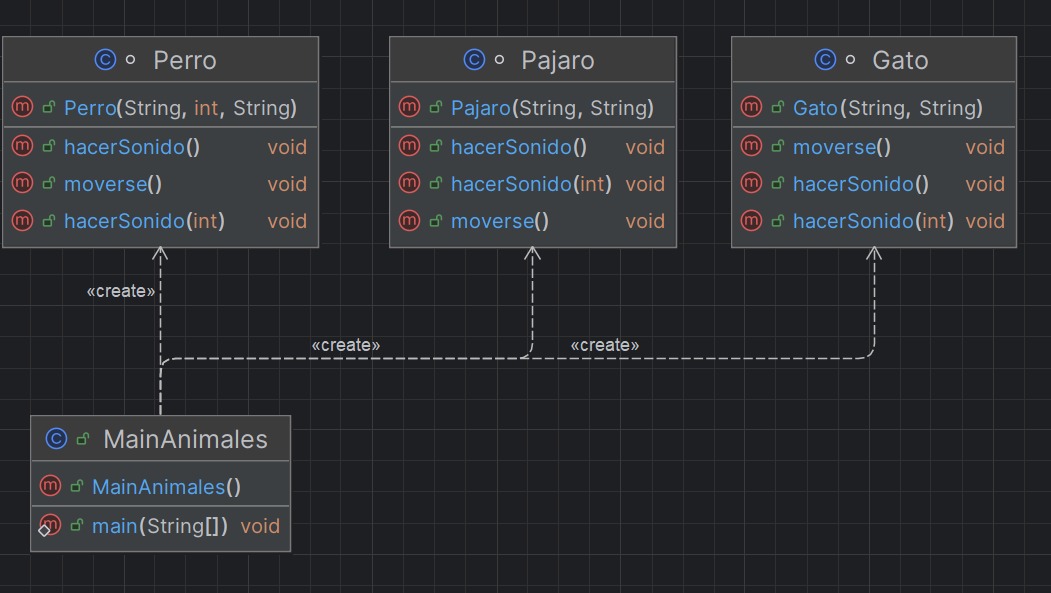 Perro
Perro(String, int, String)
hacerSonido() void
moverse() void
hacerSonido(int) void
Pajaro
Pajaro(String, String)
hacerSonido() void
hacerSonido(int) void
moverse() void
Gato
Gato(String, String)
moverse() void
hacerSonido() void
hacerSonido(int) void
«create»
«create»
«create»
MainAnimales
MainAnimales()
main(String[]) void